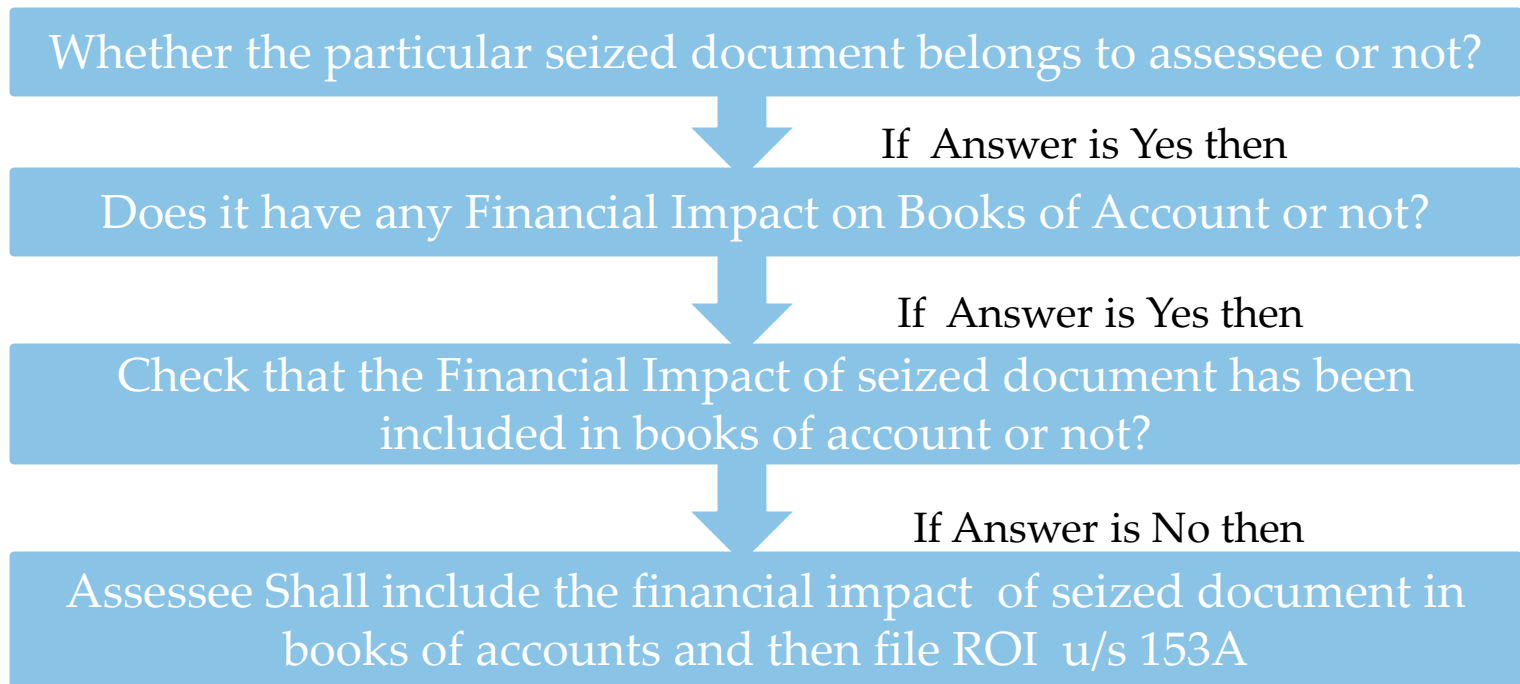 Whether the particular seized document belongs to assessee or not?
If Answer is Yes then
Does it have any Financial Impact on Books of Account or not?
If Answer is Yes then
Check that the Financial Impact of seized document has been
included in books of account or not?
If Answer is No then
Assessee Shall include the financial impact of seized document in
books of accounts and then file ROI u/s 153A